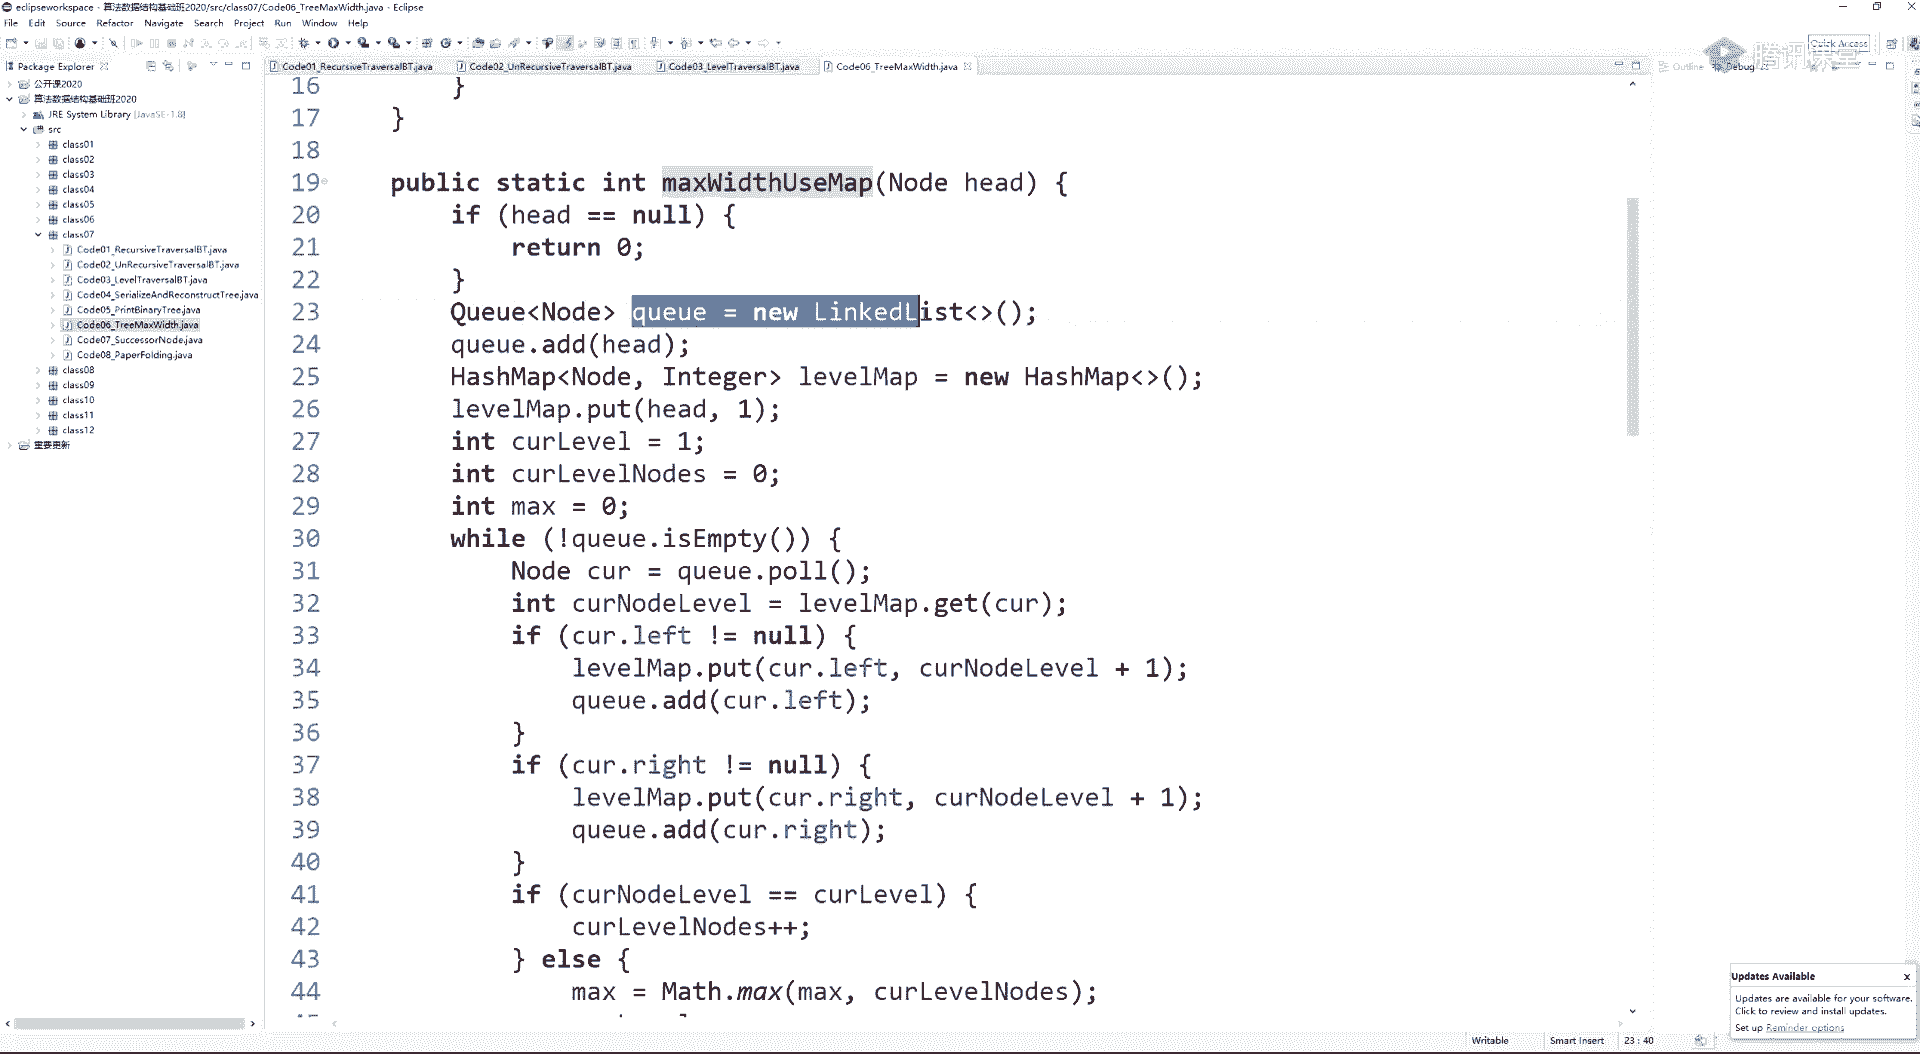 eclipseworkspace - 算法数据结构基础班2020/src/class07/Code06_TreeMaxWidth.java - Eclipse
File Edit Source Refactor Navigate Search Project Run Window Help
Quick Access
腾讯课堂
Package Explorer
Code01_RecursiveTraversalBT.java
Code02_UnRecursiveTraversalBT.java
Code03_LevelTraversalBT.java
Code06_TreeMaxWidth.java
Outline
Debug
公开课2020
算法数据结构基础班2020
JRE System Library [JavaSE-1.8]
src
class01
class02
class03
class04
class05
class06
class07
Code01_RecursiveTraversalBT.java
Code02_UnRecursiveTraversalBT.java
Code03_LevelTraversalBT.java
Code04_SerializeAndReconstructTree.java
Code05_PrintBinaryTree.java
Code06_TreeMaxWidth.java
Code07_SuccessorNode.java
Code08_PaperFolding.java
class08
class09
class10
class11
class12
重要更新
16 }
17 }
18
19 public static int maxWidthUseMap(Node head) {
20 if (head == null) {
21 return 0;
22 }
23 Queue<Node> queue = new LinkedList<>();
24 queue.add(head);
25 HashMap<Node, Integer> levelMap = new HashMap<>();
26 levelMap.put(head, 1);
27 int curLevel = 1;
28 int curLevelNodes = 0;
29 int max = 0;
30 while (!queue.isEmpty()) {
31 Node cur = queue.poll();
32 int curNodeLevel = levelMap.get(cur);
33 if (cur.left != null) {
34 levelMap.put(cur.left, curNodeLevel + 1);
35 queue.add(cur.left);
36 }
37 if (cur.right != null) {
38 levelMap.put(cur.right, curNodeLevel + 1);
39 queue.add(cur.right);
40 }
41 if (curNodeLevel == curLevel) {
42 curLevelNodes++;
43 } else {
44 max = Math.max(max, curLevelNodes);
Updates Available
Updates are available for your software.
Click to review and install updates.
Set up Reminder options
Writable
Smart Insert
23 : 40